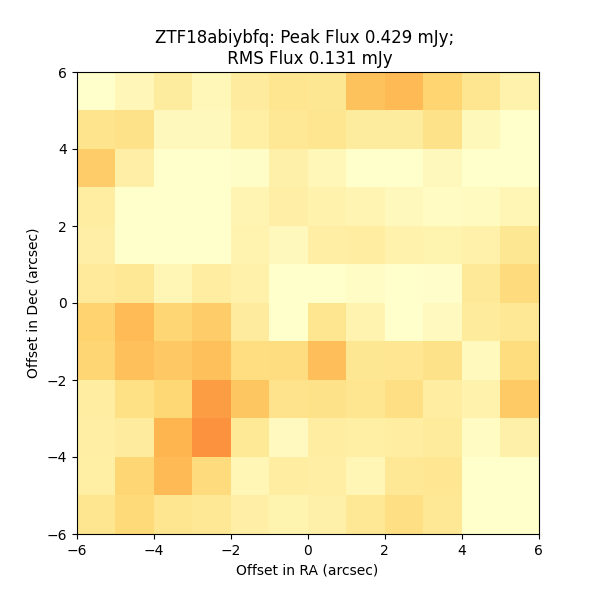 ZTF18abiybfq: Peak Flux 0.429 mJy;
RMS Flux 0.131 mJy
6
4
2
0
−2
−4
−6
Offset in Dec (arcsec)
−6 −4 −2 0 2 4 6
Offset in RA (arcsec)